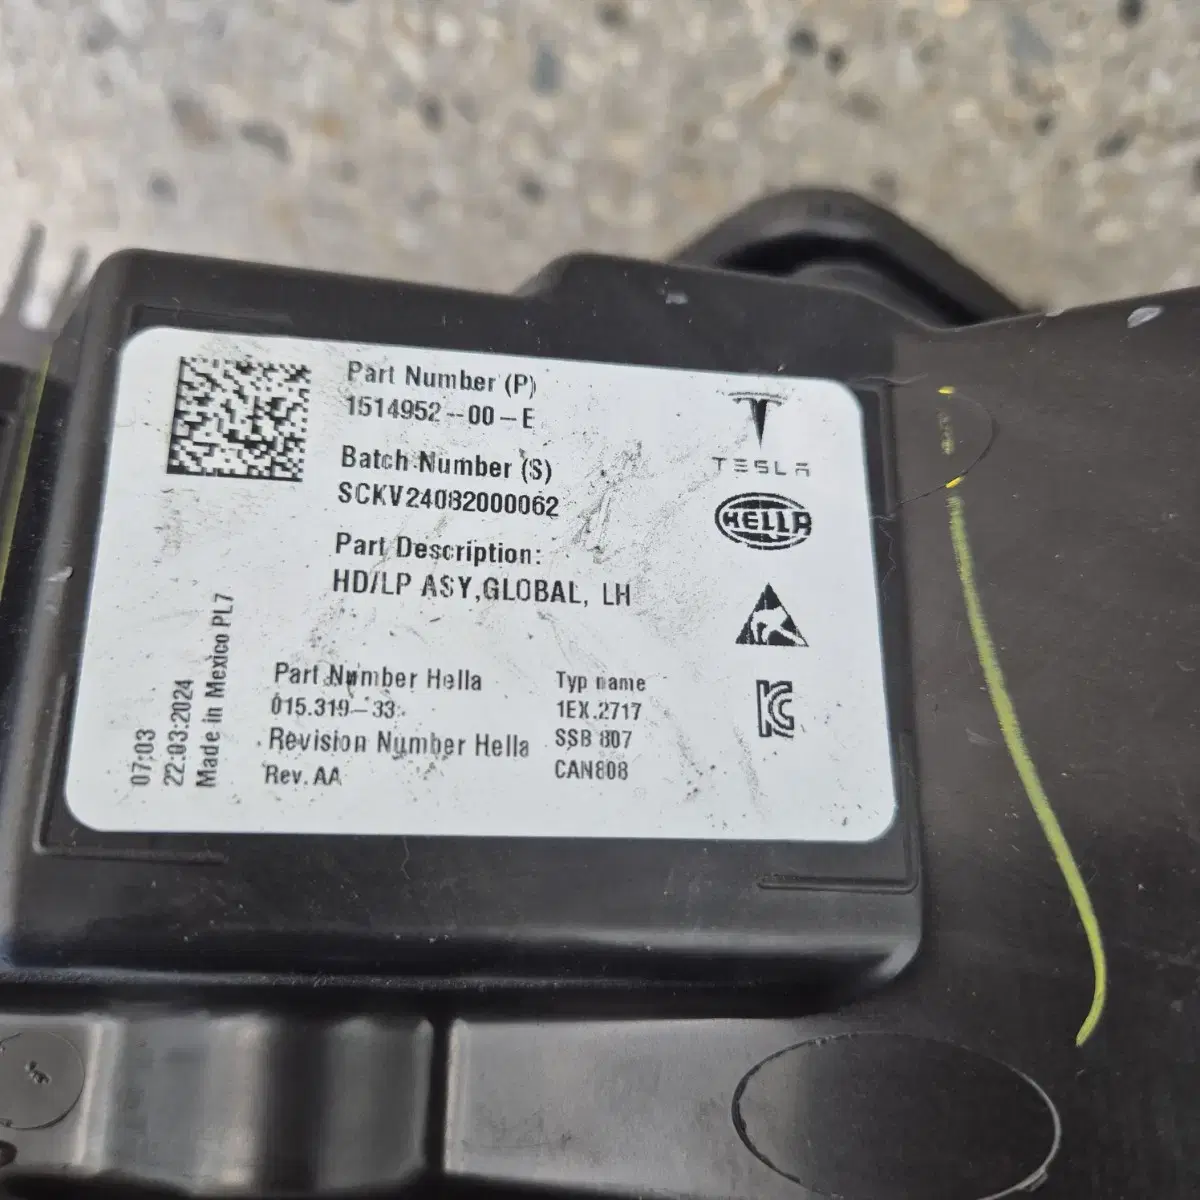 Part Number (P)
1514952-00-E
Batch Number (S)
SCKV24082000062
Part Description:
HD/LP ASY,GLOBAL, LH
Part Number Hella
015.319-33
Revision Number Hella
Rev. AA
Typ name
1EX.2717
SSB 807
CAN808
07:03
22:03:2024
Made in Mexico PL7
TESLA
HELLA